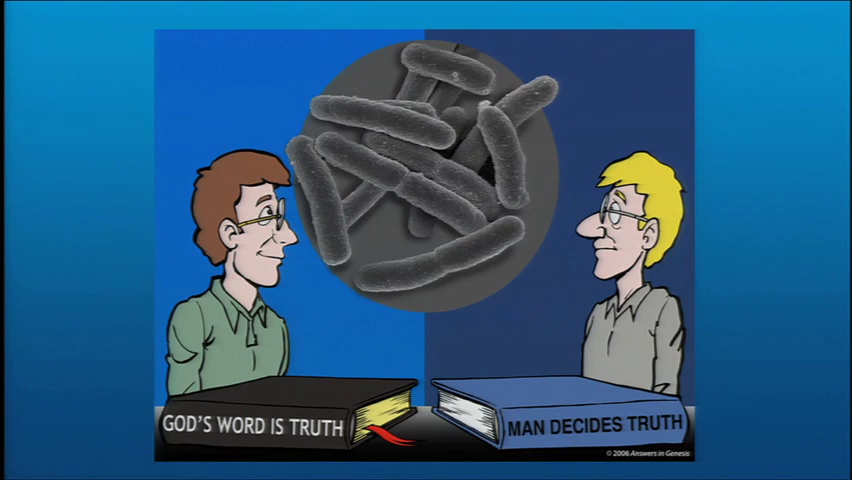 GOD'S WORD IS TRUTH
MAN DECIDES TRUTH
© 2006 Answers in Genesis